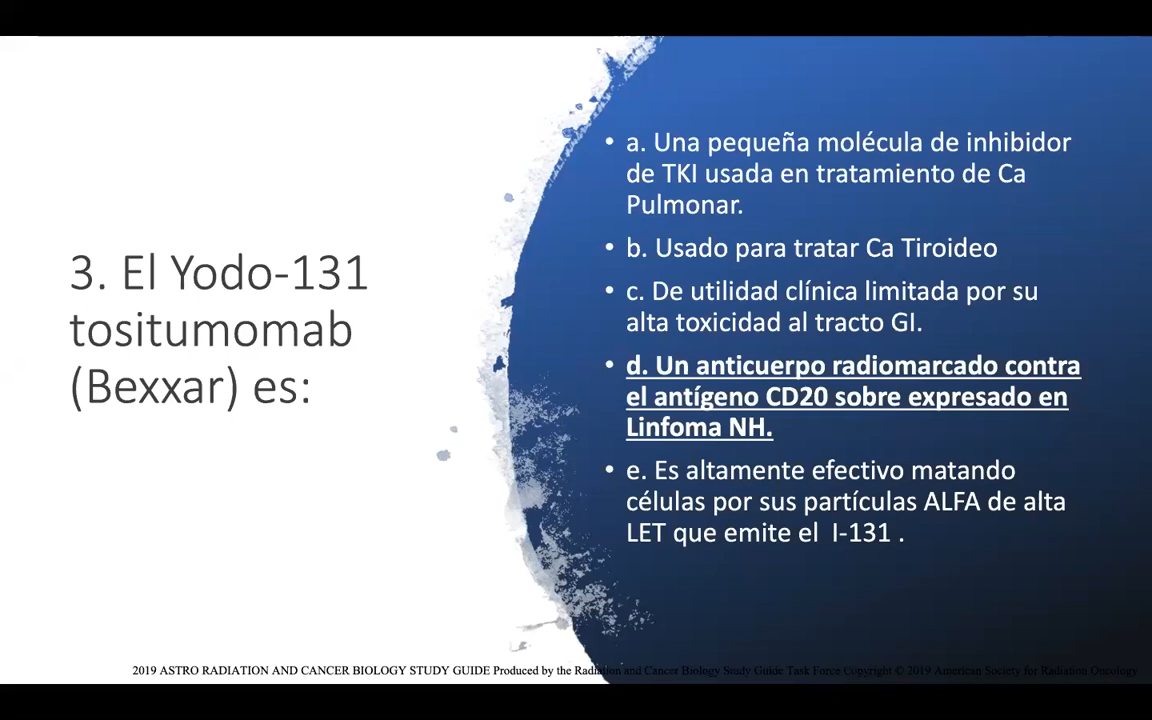 3. El Yodo-131
tositumomab
(Bexxar) es:
• a. Una pequeña molécula de inhibidor
de TKI usada en tratamiento de Ca
Pulmonar.
• b. Usado para tratar Ca Tiroideo
• c. De utilidad clínica limitada por su
alta toxicidad al tracto GI.
• d. Un anticuerpo radiomarcado contra
el antígeno CD20 sobre expresado en
Linfoma NH.
• e. Es altamente efectivo matando
células por sus partículas ALFA de alta
LET que emite el I-131 .
2019 ASTRO RADIATION AND CANCER BIOLOGY STUDY GUIDE Produced by the Radiation and Cancer Biology Study Guide Task Force Copyright © 2019 American Society for Radiation Oncology